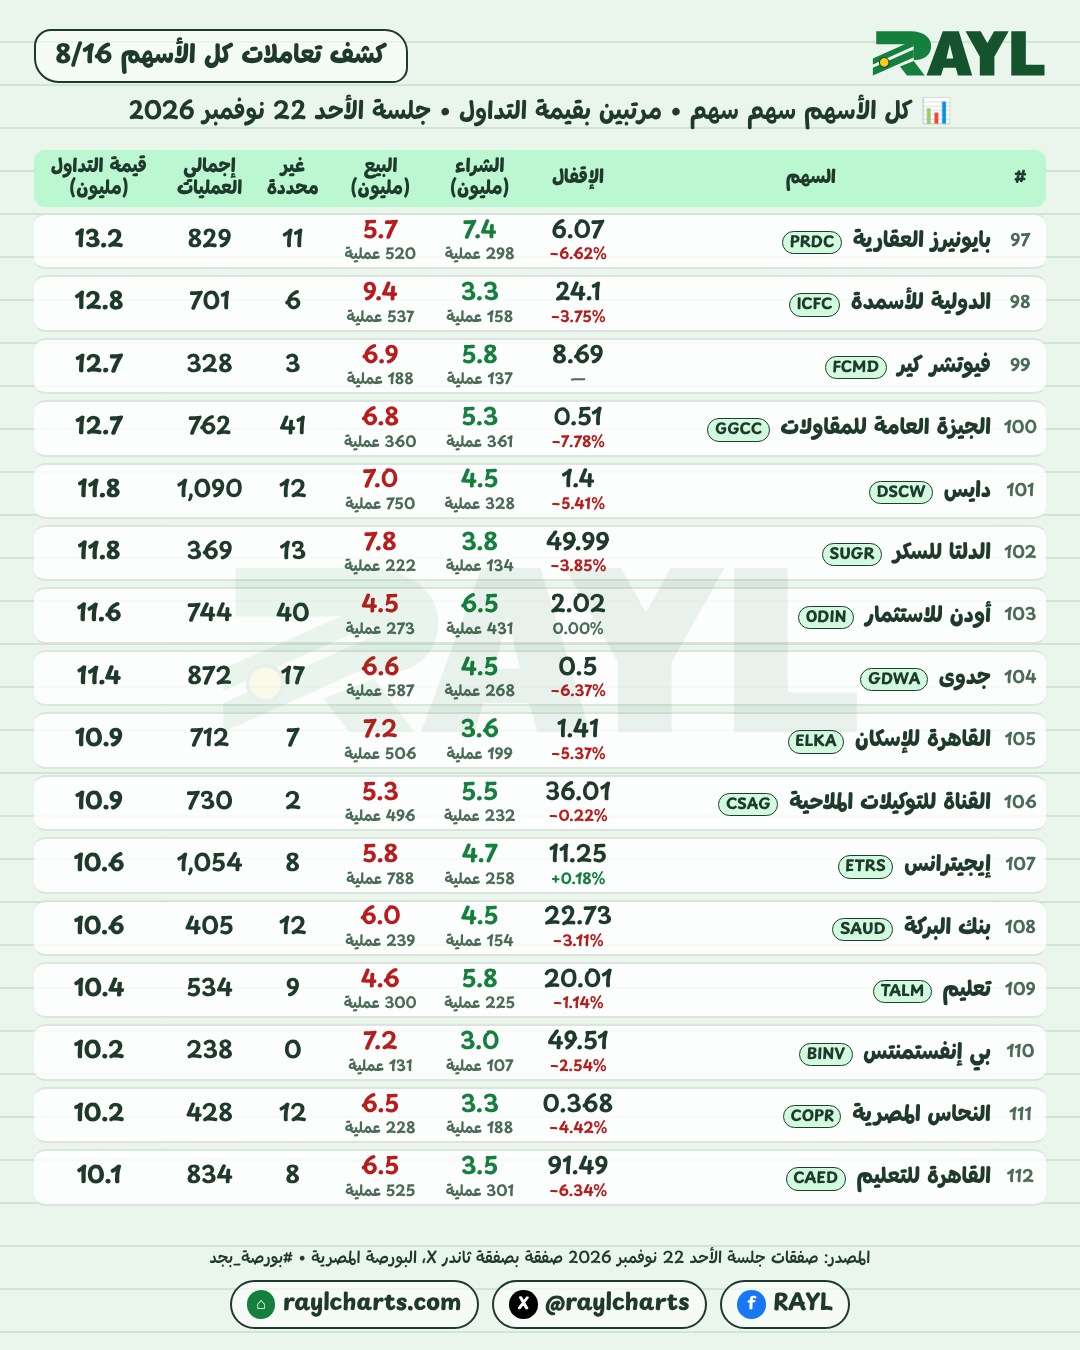 RAYL
كشف تعاملات كل الأسهم 8/16
📊 كل الأسهم سهم سهم • مرتبين بقيمة التداول • جلسة الأحد 22 نوفمبر 2026
# السهم الإقفال الشراء (مليون) البيع (مليون) غير محددة إجمالي العمليات قيمة التداول (مليون)
97 بايونيرز العقارية PRDC 6.07 7.4 5.7 11 829 13.2
-6.62% 298 عملية 520 عملية
98 الدولية للأسمدة ICFC 24.1 3.3 9.4 6 701 12.8
-3.75% 158 عملية 537 عملية
99 فيوتشر كير FCMD 8.69 5.8 6.9 3 328 12.7
— 137 عملية 188 عملية
100 الجيزة العامة للمقاولات GGCC 0.51 5.3 6.8 41 762 12.7
-7.78% 361 عملية 360 عملية
101 دايس DSCW 1.4 4.5 7.0 12 1,090 11.8
-5.41% 328 عملية 750 عملية
102 الدلتا للسكر SUGR 49.99 3.8 7.8 13 369 11.8
-3.85% 134 عملية 222 عملية
103 أودن للاستثمار ODIN 2.02 6.5 4.5 40 744 11.6
0.00% 431 عملية 273 عملية
104 جدوى GDWA 0.5 4.5 6.6 17 872 11.4
-6.37% 268 عملية 587 عملية
105 القاهرة للإسكان ELKA 1.41 3.6 7.2 7 712 10.9
-5.37% 199 عملية 506 عملية
106 القناة للتوكيلات الملاحية CSAG 36.01 5.5 5.3 2 730 10.9
-0.22% 232 عملية 496 عملية
107 إيجيترانس ETRS 11.25 4.7 5.8 8 1,054 10.6
+0.18% 258 عملية 788 عملية
108 بنك البركة SAUD 22.73 4.5 6.0 12 405 10.6
-3.11% 154 عملية 239 عملية
109 تعليم TALM 20.01 5.8 4.6 9 534 10.4
-1.14% 225 عملية 300 عملية
110 بي إنفستمنتس BINV 49.51 3.0 7.2 0 238 10.2
-2.54% 107 عملية 131 عملية
111 النحاس المصرية COPR 0.368 3.3 6.5 12 428 10.2
-4.42% 188 عملية 228 عملية
112 القاهرة للتعليم CAED 91.49 3.5 6.5 8 834 10.1
-6.34% 301 عملية 525 عملية
المصدر: صفقات جلسة الأحد 22 نوفمبر 2026 صفقة بصفقة ثاندر X، البورصة المصرية • #بورصة_بجد
raylcharts.com X @raylcharts f RAYL